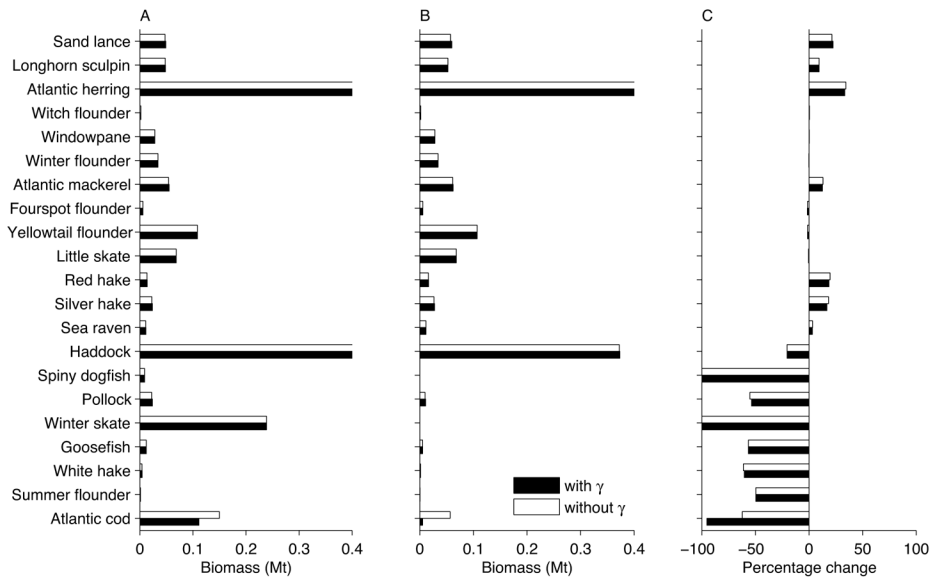 A
B
C
Sand lance
Longhorn sculpin
Atlantic herring
Witch flounder
Windowpane
Winter flounder
Atlantic mackerel
Fourspot flounder
Yellowtail flounder
Little skate
Red hake
Silver hake
Sea raven
Haddock
Spiny dogfish
Pollock
Winter skate
Goosefish
White hake
Summer flounder
Atlantic cod
with γ
without γ
0 0.1 0.2 0.3 0.4
0 0.1 0.2 0.3 0.4
−100 −50 0 50 100
Biomass (Mt)
Biomass (Mt)
Percentage change